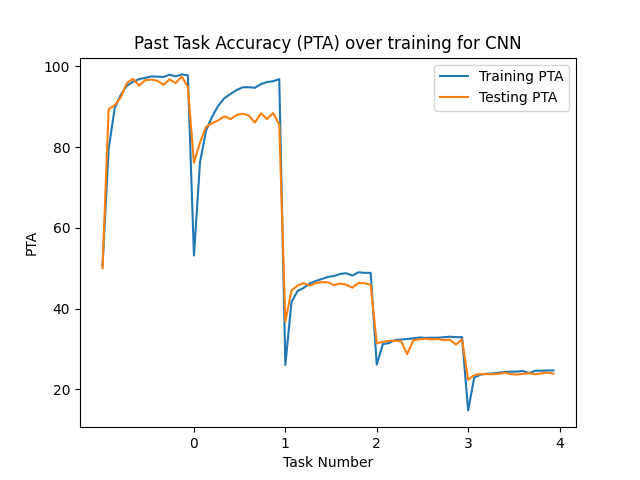 Past Task Accuracy (PTA) over training for CNN
Training PTA
Testing PTA
100
80
60
40
20
PTA
0 1 2 3 4
Task Number